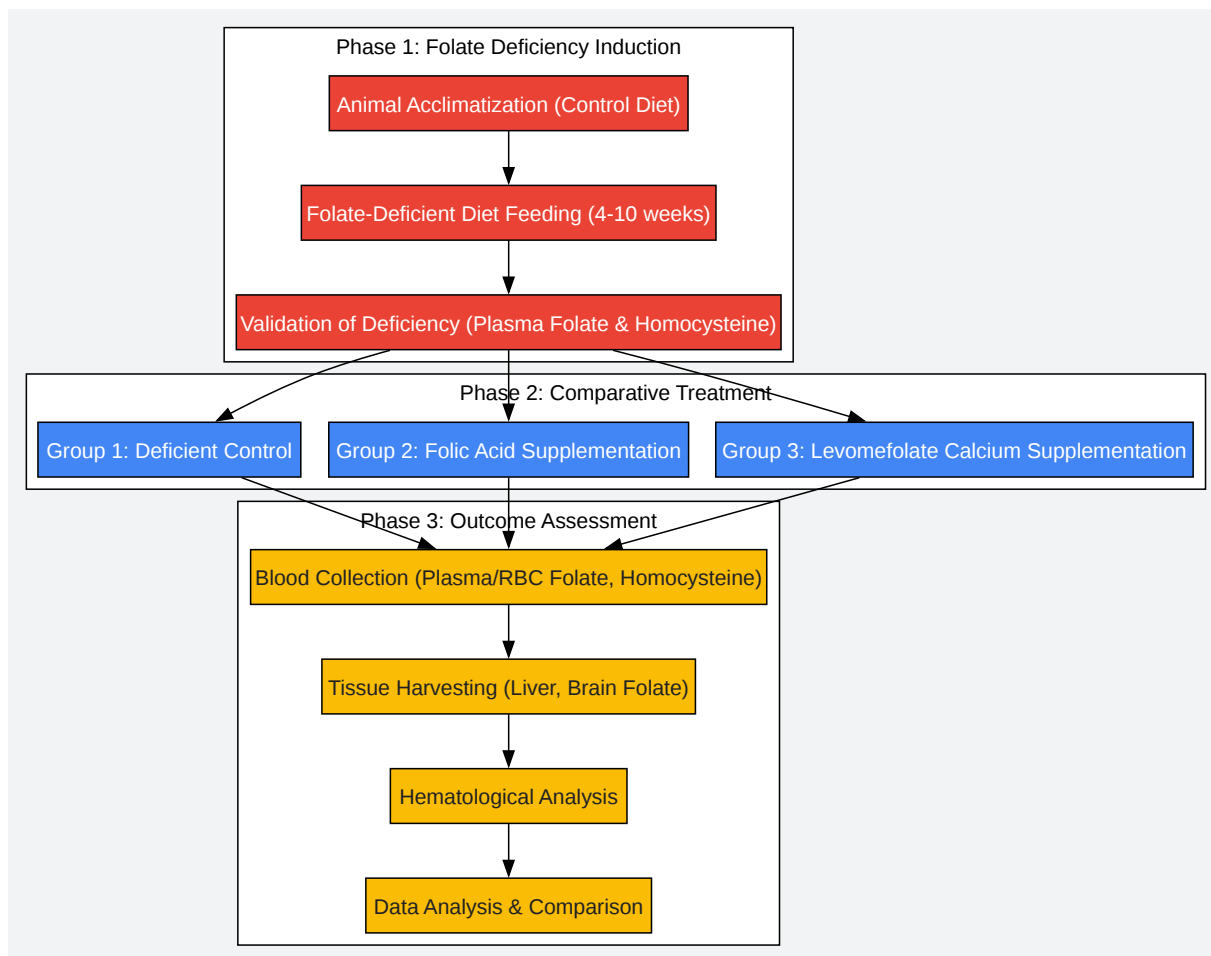 Phase 1: Folate Deficiency Induction
Animal Acclimatization (Control Diet)
Folate-Deficient Diet Feeding (4-10 weeks)
Validation of Deficiency (Plasma Folate & Homocysteine)
Phase 2: Comparative Treatment
Group 1: Deficient Control
Group 2: Folic Acid Supplementation
Group 3: Levomefolate Calcium Supplementation
Phase 3: Outcome Assessment
Blood Collection (Plasma/RBC Folate, Homocysteine)
Tissue Harvesting (Liver, Brain Folate)
Hematological Analysis
Data Analysis & Comparison